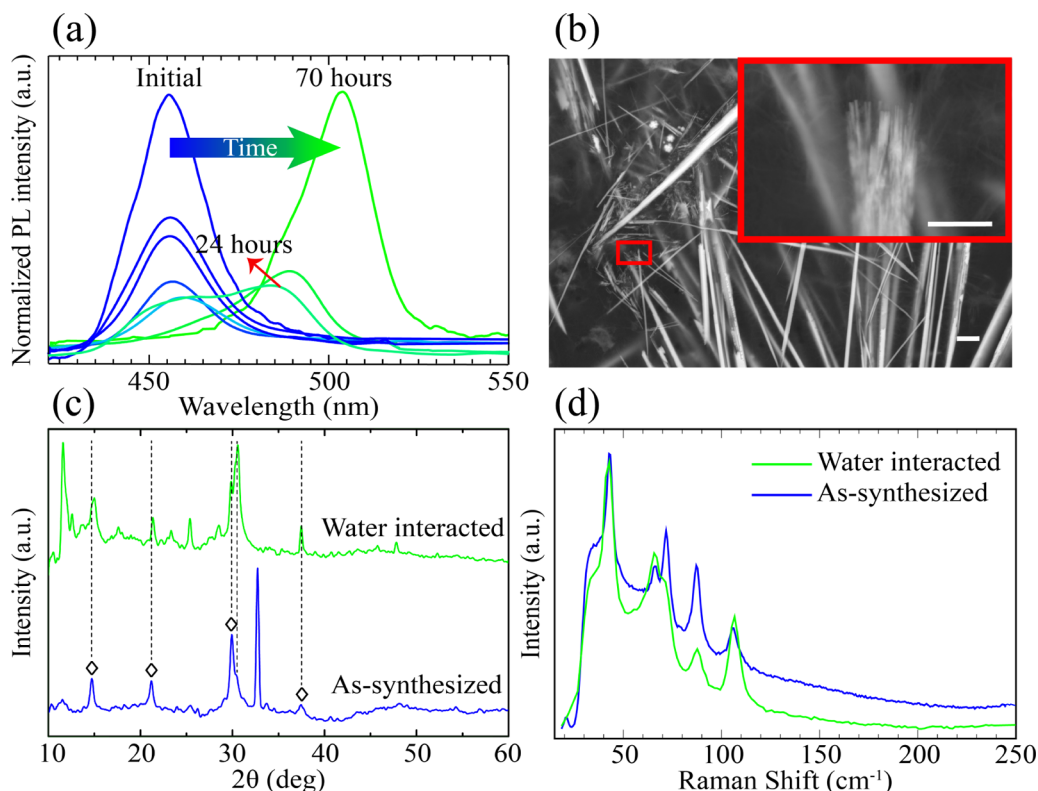 (a)
Normalized PL intensity (a.u.)
Initial
70 hours
Time
24 hours
450 500 550
Wavelength (nm)
(b)
(c)
Intensity (a.u.)
Water interacted
As-synthesized
10 20 30 40 50 60
2θ (deg)
(d)
Intensity (a.u.)
Water interacted
As-synthesized
50 100 150 200 250
Raman Shift (cm⁻¹)